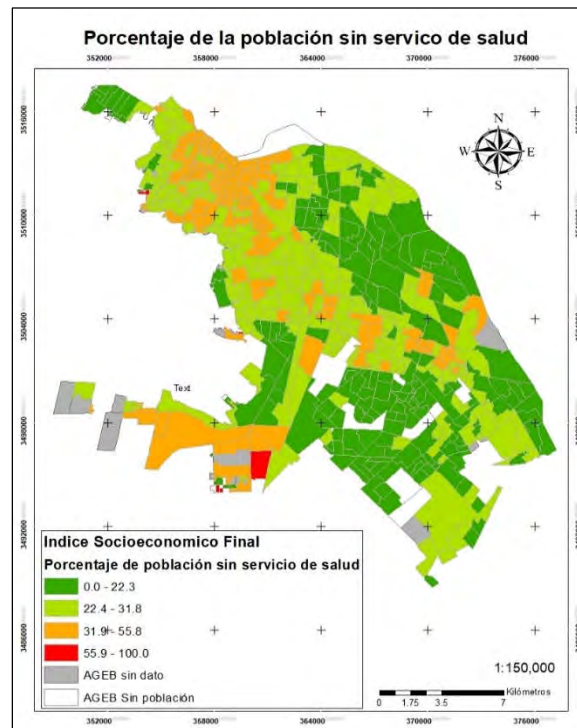 Porcentaje de la población sin servico de salud
352000 358000 364000 370000 376000
3516000
3510000
3504000
3498000
3492000
3486000
N
W E
S
Text
Indice Socioeconomico Final
Porcentaje de población sin servicio de salud
0.0 - 22.3
22.4 - 31.8
31.9 - 55.8
55.9 - 100.0
AGEB sin dato
AGEB Sin población
1:150,000
Kilómetros
0 1.75 3.5 7
352000 358000 364000 370000 376000